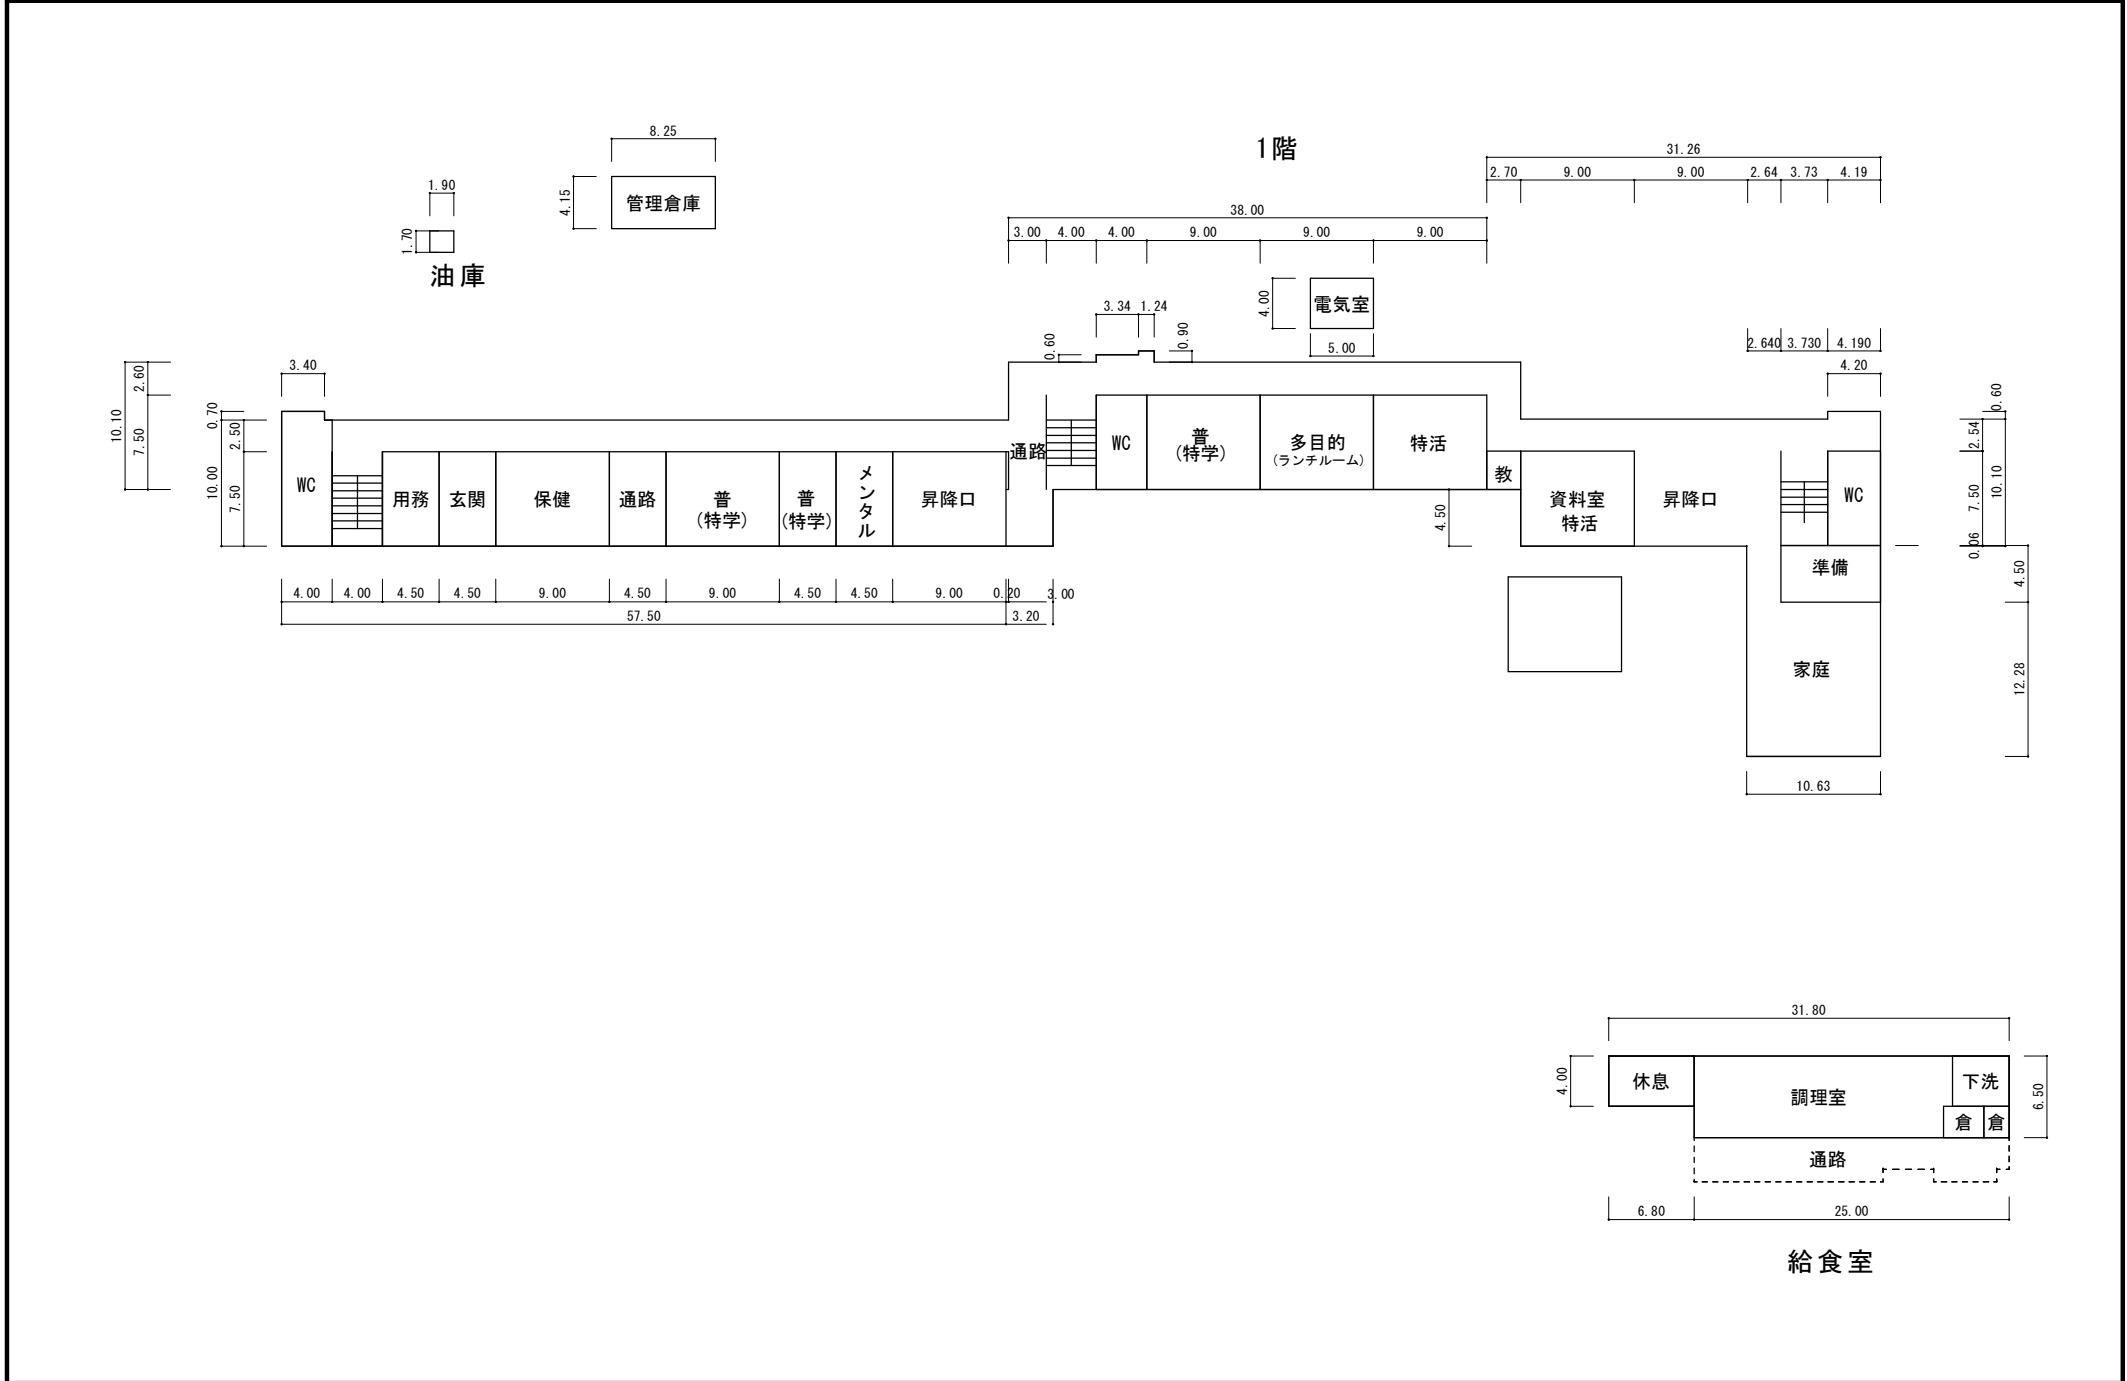 8.25
1階
31.26
2.70 9.00 9.00 2.64 3.73 4.19
1.90
4.15
管理倉庫
38.00
3.00 4.00 4.00 9.00 9.00 9.00
1.70
油庫
4.00
電気室
5.00
3.34 1.24
0.60
0.90
2.640 3.730 4.190
4.20
3.40
10.10
2.60
7.50
0.70
10.00
2.50
7.50
0.60
2.54
7.50
10.10
0.06
4.50
12.28
WC
用務
玄関
保健
通路
普
(特学)
普
(特学)
メンタル
昇降口
通路
WC
普
(特学)
多目的
(ランチルーム)
特活
教
4.50
資料室
特活
昇降口
WC
準備
家庭
4.00 4.00 4.50 4.50 9.00 4.50 9.00 4.50 4.50 9.00 0.20 3.00
57.50 3.20
10.63
31.80
4.00
休息
調理室
下洗
倉
倉
6.50
通路
6.80 25.00
給食室